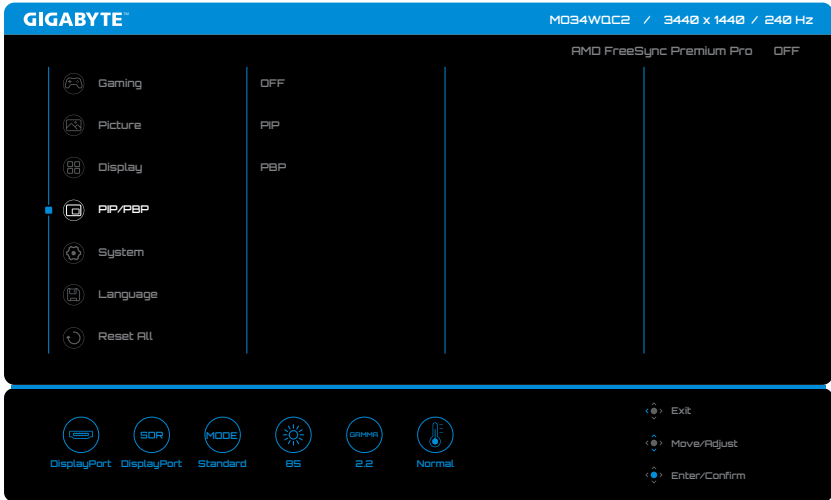 GIGABYTE™ MO34WQC2 / 3440 x 1440 / 240 Hz
AMD FreeSync Premium Pro OFF
Gaming OFF
Picture PIP
Display PBP
PIP/PBP
System
Language
Reset All
SDR MODE GAMMA
DisplayPort DisplayPort Standard 85 2.2 Normal
Exit
Move/Adjust
Enter/Confirm